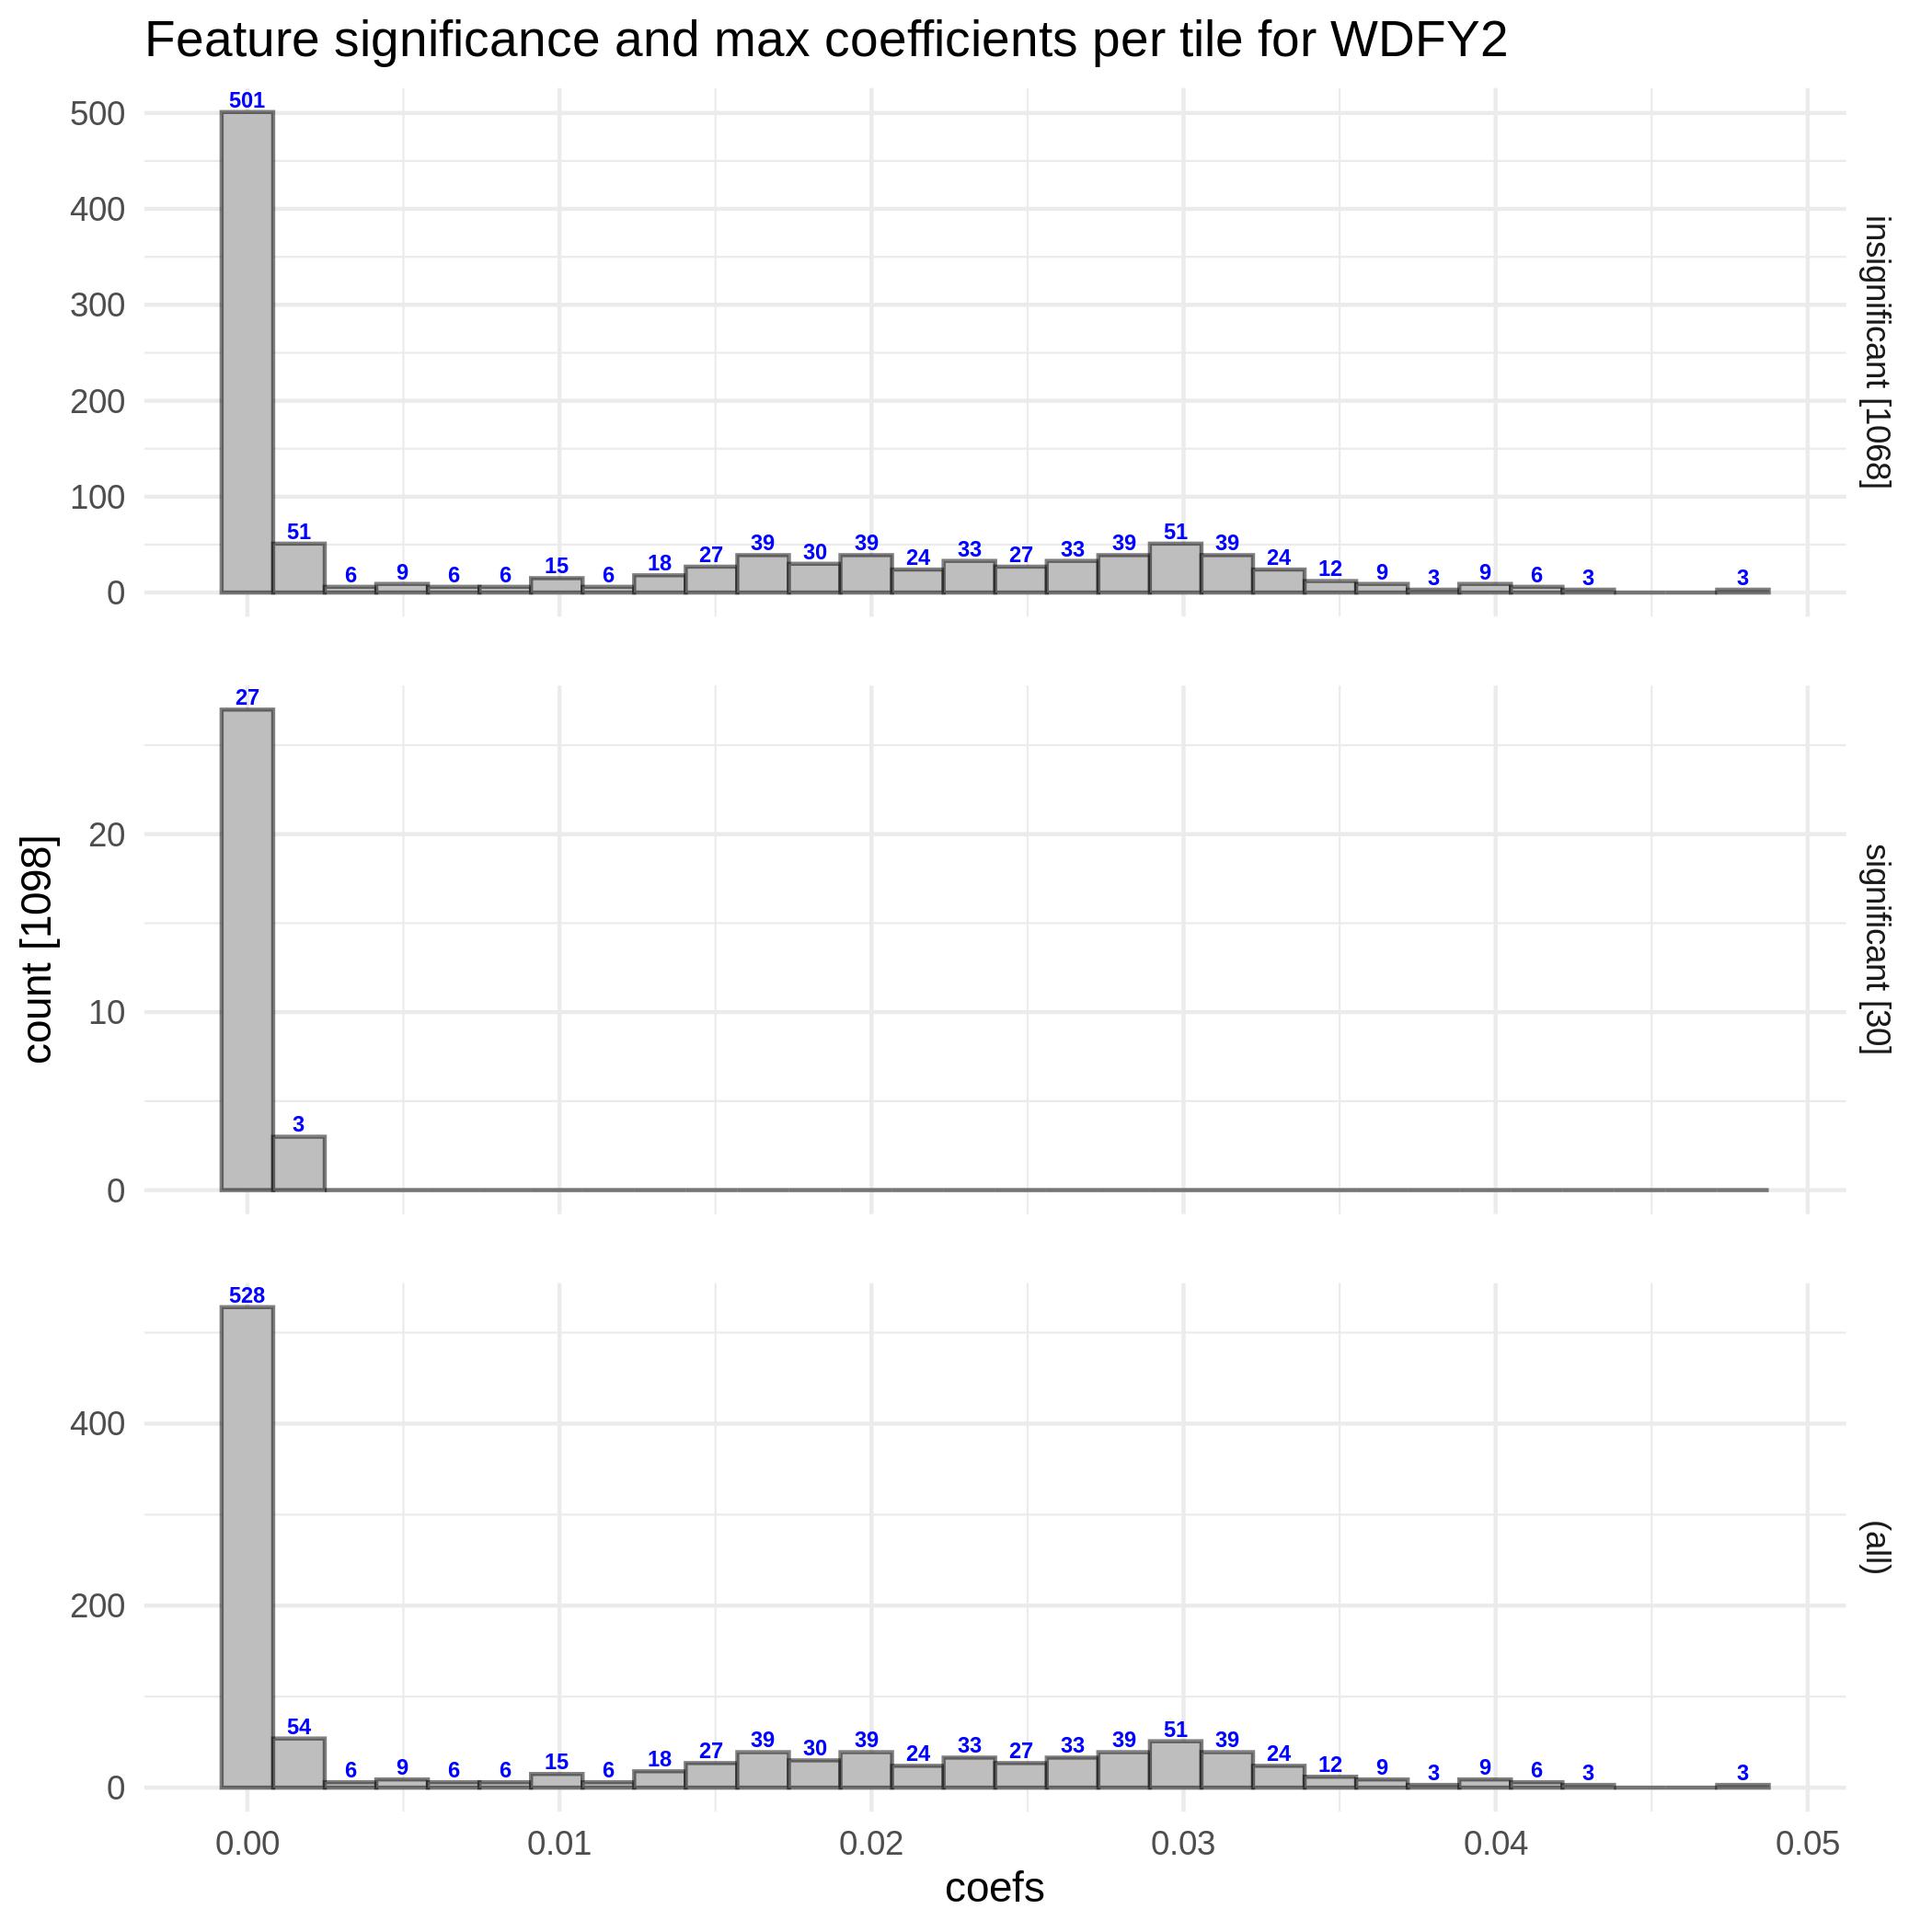 Feature significance and max coefficients per tile for WDFY2
count [1098]
500
400
300
200
100
0
501 51 6 9 6 6 15 6 18 27 39 30 39 24 33 27 33 39 51 39 24 12 9 3 9 6 3 3
insignificant [1068]
20
10
0
27 3
significant [30]
400
200
0
528 54 6 9 6 6 15 6 18 27 39 30 39 24 33 27 33 39 51 39 24 12 9 3 9 6 3 3
(all)
0.00 0.01 0.02 0.03 0.04 0.05
coefs